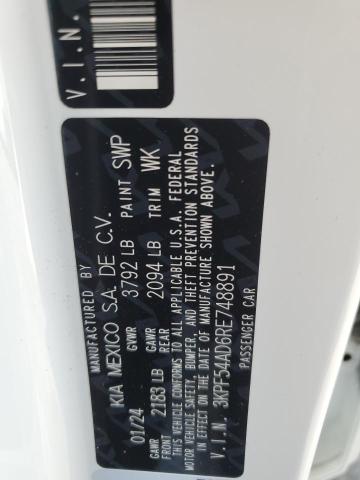 V.I.N.
MANUFACTURED BY
KIA MEXICO S.A. DE C.V.
01/24 GVWR 3792 LB PAINT SWP
GAWR FRONT 2183 LB GAWR REAR 2094 LB TRIM WK
THIS VEHICLE CONFORMS TO ALL APPLICABLE U.S.A. FEDERAL
MOTOR VEHICLE SAFETY, BUMPER, AND THEFT PREVENTION
STANDARDS IN EFFECT ON THE DATE OF MANUFACTURE SHOWN ABOVE.
V.I.N. 3KPF54AD6RE748891
PASSENGER CAR